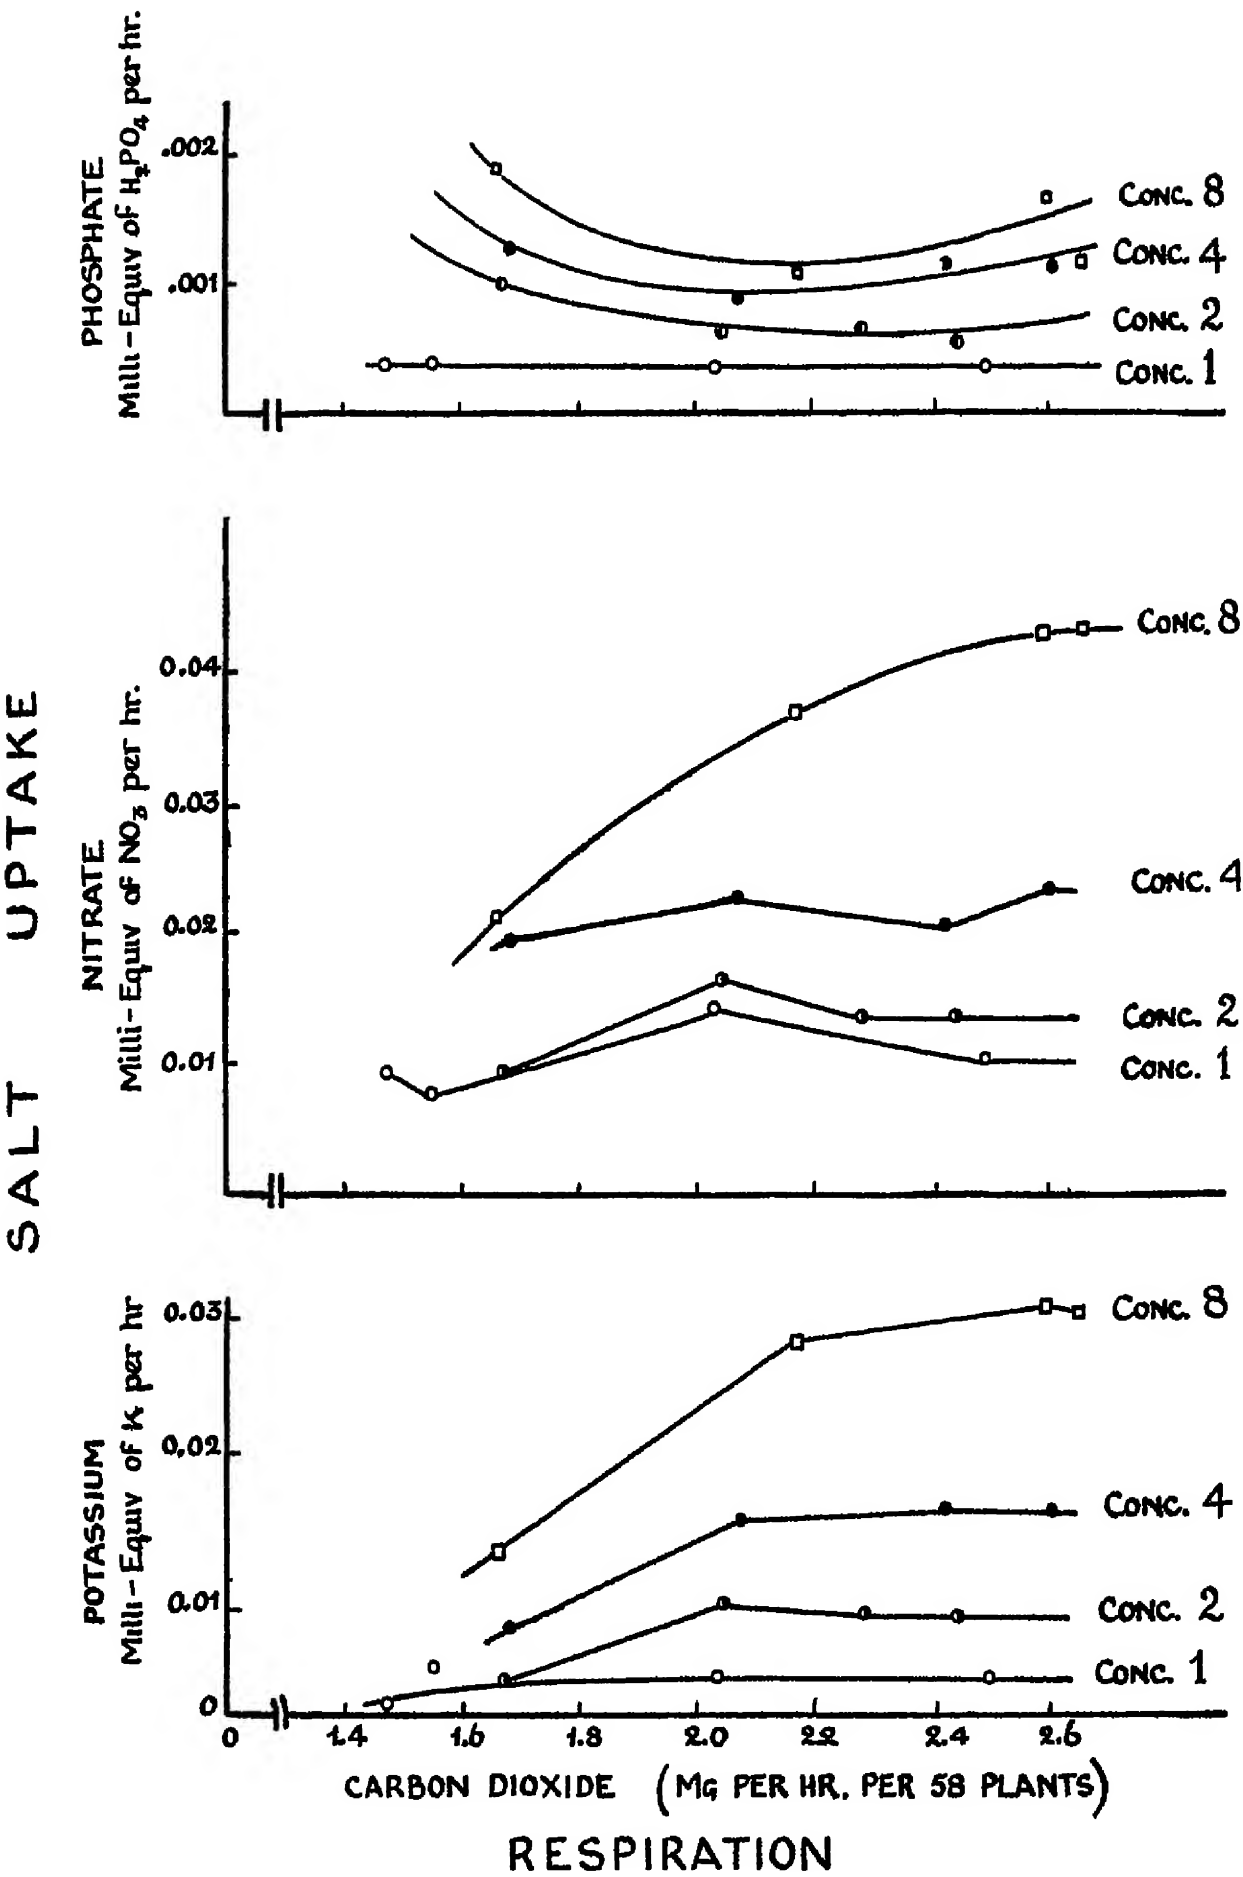 SALT UPTAKE
PHOSPHATE
Milli-Equiv of H₂PO₄ per hr.
.002
.001
CONC. 8
CONC. 4
CONC. 2
CONC. 1
NITRATE
Milli-Equiv of NO₃ per hr.
0.04
0.03
0.02
0.01
CONC. 8
CONC. 4
CONC. 2
CONC. 1
POTASSIUM
Milli-Equiv of K per hr
0.03
0.02
0.01
0
CONC. 8
CONC. 4
CONC. 2
CONC. 1
0 1.4 1.6 1.8 2.0 2.2 2.4 2.6
CARBON DIOXIDE (MG PER HR. PER 58 PLANTS)
RESPIRATION